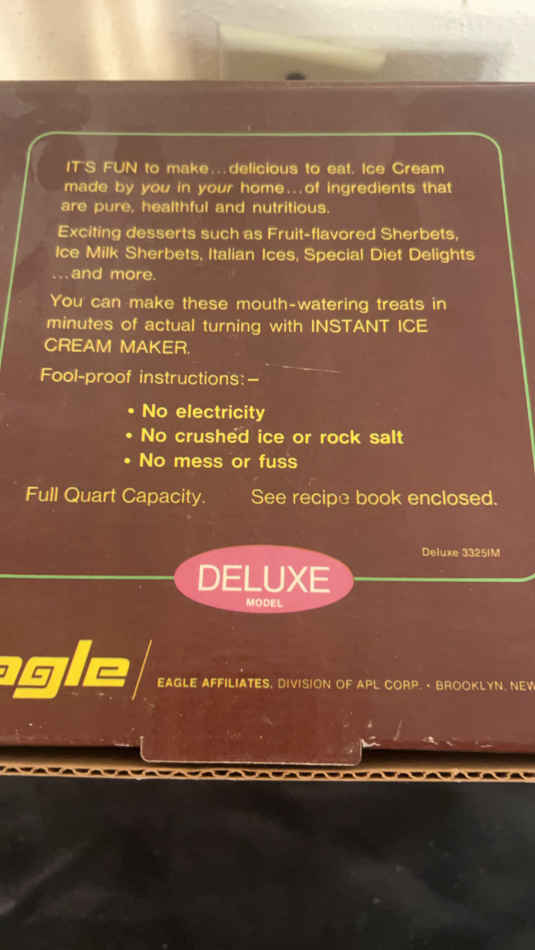 IT'S FUN to make...delicious to eat. Ice Cream
made by you in your home...of ingredients that
are pure, healthful and nutritious.
Exciting desserts such as Fruit-flavored Sherbets,
Ice Milk Sherbets, Italian Ices, Special Diet Delights
...and more.
You can make these mouth-watering treats in
minutes of actual turning with INSTANT ICE
CREAM MAKER.
Fool-proof instructions:–
• No electricity
• No crushed ice or rock salt
• No mess or fuss
Full Quart Capacity. See recipe book enclosed.
Deluxe 3325IM
DELUXE
MODEL
agle
EAGLE AFFILIATES, DIVISION OF APL CORP. • BROOKLYN, NEW